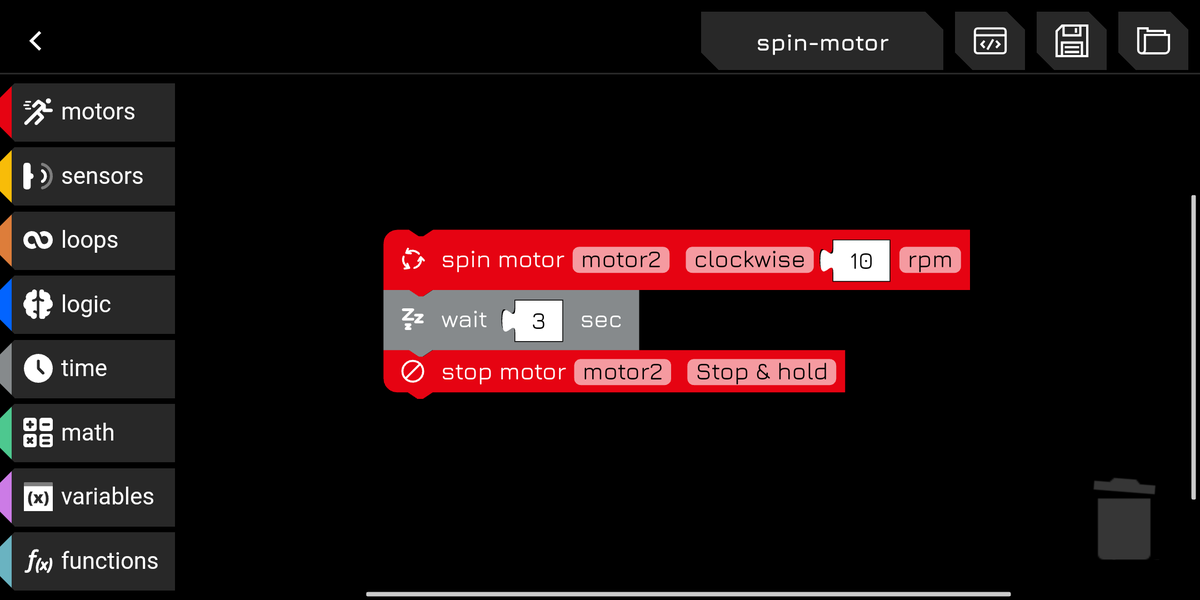 spin-motor
motors
sensors
loops
logic
time
math
variables
f(x) functions
spin motor motor2 clockwise 10 rpm
Zzz wait 3 sec
stop motor motor2 Stop & hold